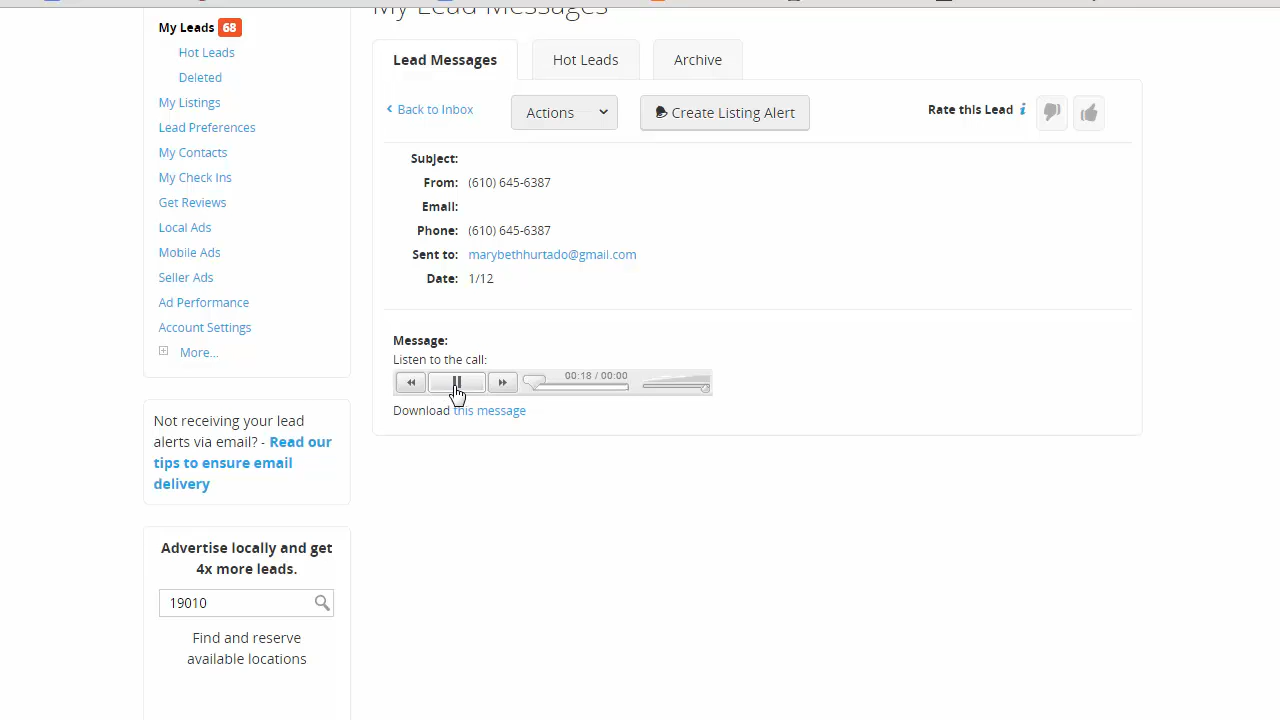 My Lead Messages
My Leads 68
Hot Leads
Deleted
My Listings
Lead Preferences
My Contacts
My Check Ins
Get Reviews
Local Ads
Mobile Ads
Seller Ads
Ad Performance
Account Settings
More...
Not receiving your lead
alerts via email? - Read our
tips to ensure email
delivery
Advertise locally and get
4x more leads.
19010
Find and reserve
available locations
Lead Messages Hot Leads Archive
Back to Inbox Actions Create Listing Alert Rate this Lead i
Subject:
From: (610) 645-6387
Email:
Phone: (610) 645-6387
Sent to: marybethhurtado@gmail.com
Date: 1/12
Message:
Listen to the call:
00:18 / 00:00
Download this message